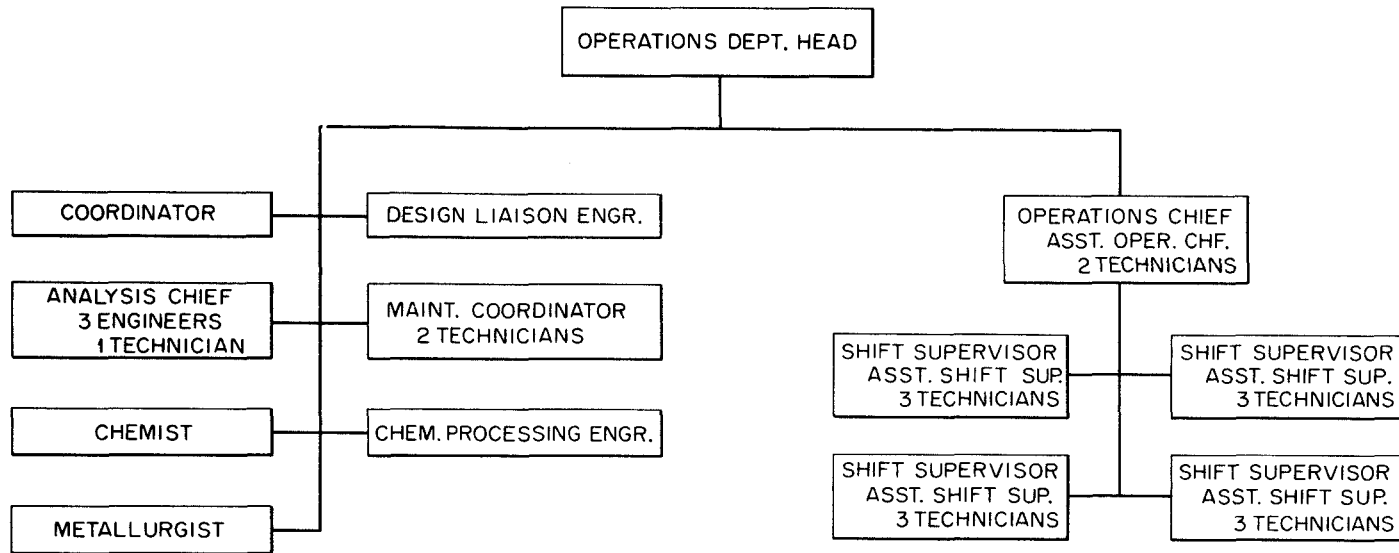 OPERATIONS DEPT. HEAD
COORDINATOR
DESIGN LIAISON ENGR.
ANALYSIS CHIEF
3 ENGINEERS
1 TECHNICIAN
MAINT. COORDINATOR
2 TECHNICIANS
CHEMIST
CHEM. PROCESSING ENGR.
METALLURGIST
OPERATIONS CHIEF
ASST. OPER. CHF.
2 TECHNICIANS
SHIFT SUPERVISOR
ASST. SHIFT SUP.
3 TECHNICIANS
SHIFT SUPERVISOR
ASST. SHIFT SUP.
3 TECHNICIANS
SHIFT SUPERVISOR
ASST. SHIFT SUP.
3 TECHNICIANS
SHIFT SUPERVISOR
ASST. SHIFT SUP.
3 TECHNICIANS